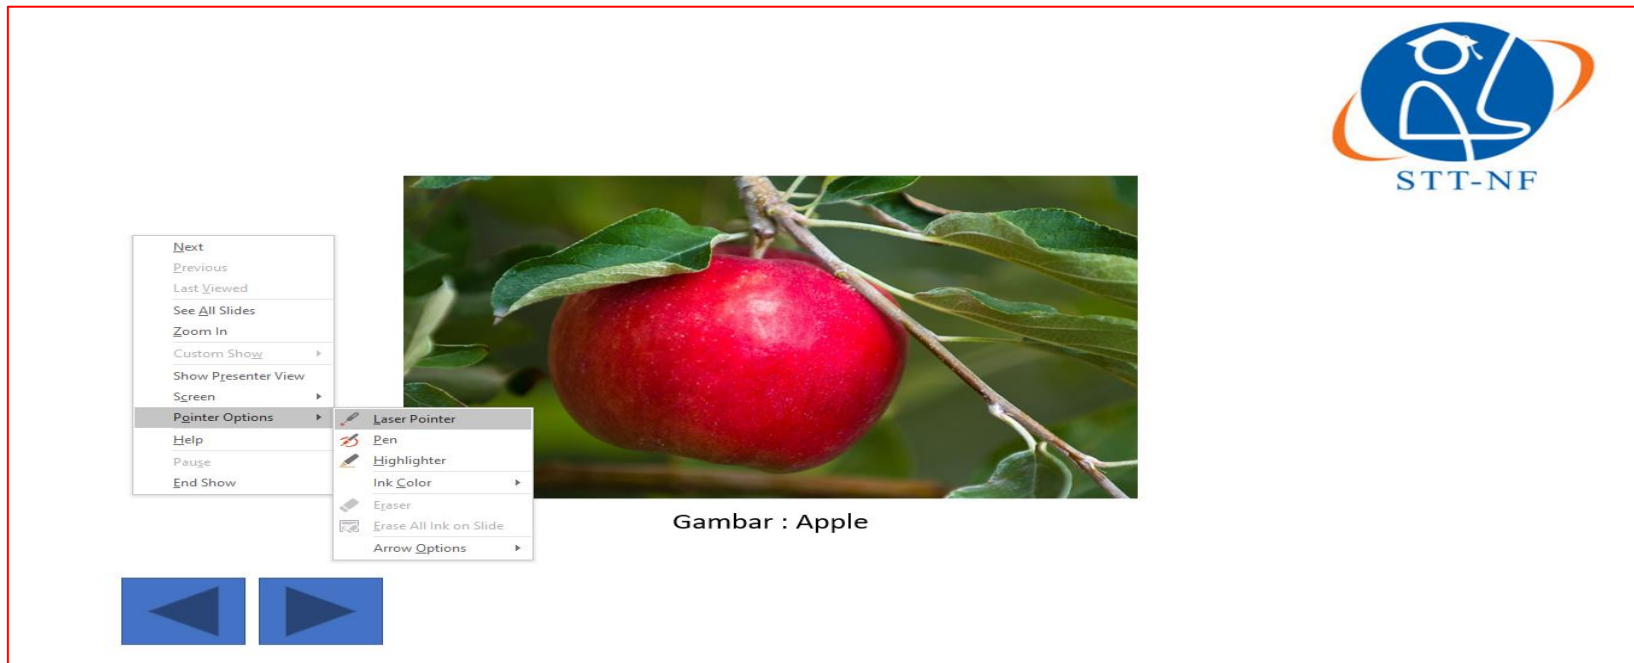 STT-NF
Next
Previous
Last Viewed
See All Slides
Zoom In
Custom Show
Show Presenter View
Screen
Pointer Options
Help
Pause
End Show
Laser Pointer
Pen
Highlighter
Ink Color
Eraser
Erase All Ink on Slide
Arrow Options
Gambar : Apple